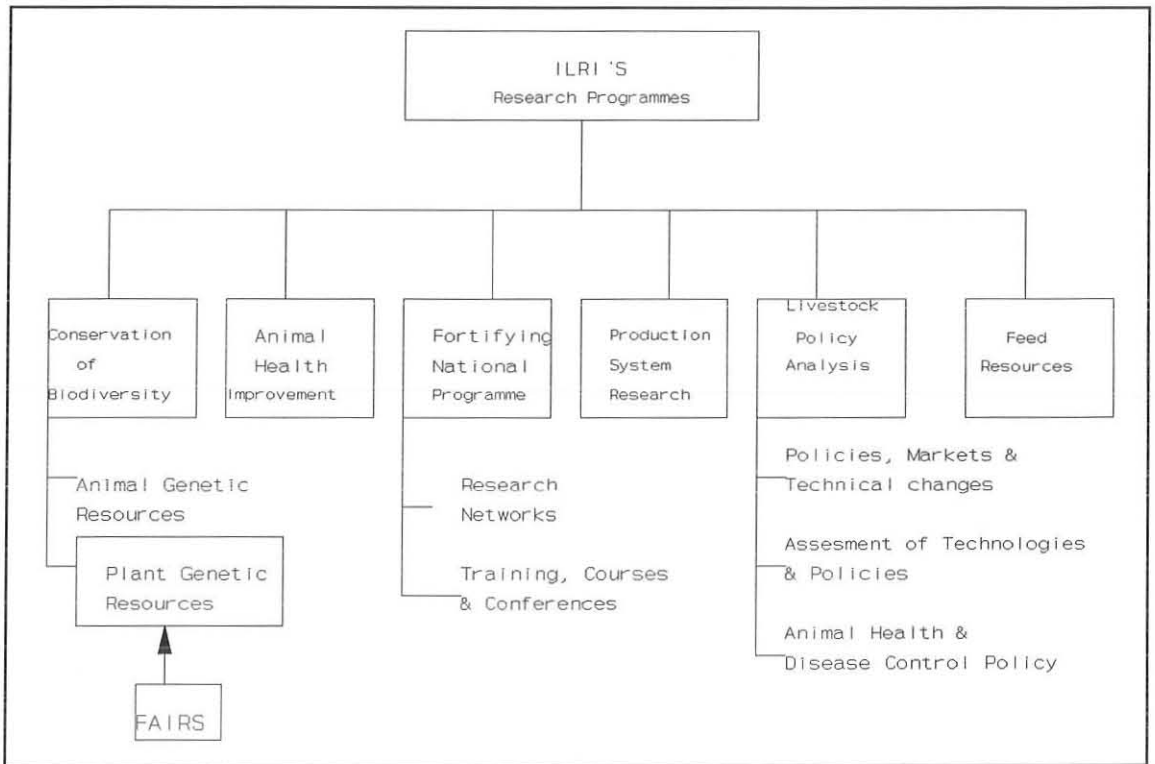 ILRI'S
Research Programmes
Conservation
of
Biodiversity
Animal
Health
Improvement
Fortifying
National
Programme
Production
System
Research
Livestock
Policy
Analysis
Feed
Resources
Animal Genetic
Resources
Plant Genetic
Resources
FAIRS
Research
Networks
Training, Courses
& Conferences
Policies, Markets &
Technical changes
Assesment of Technologies
& Policies
Animal Health &
Disease Control Policy